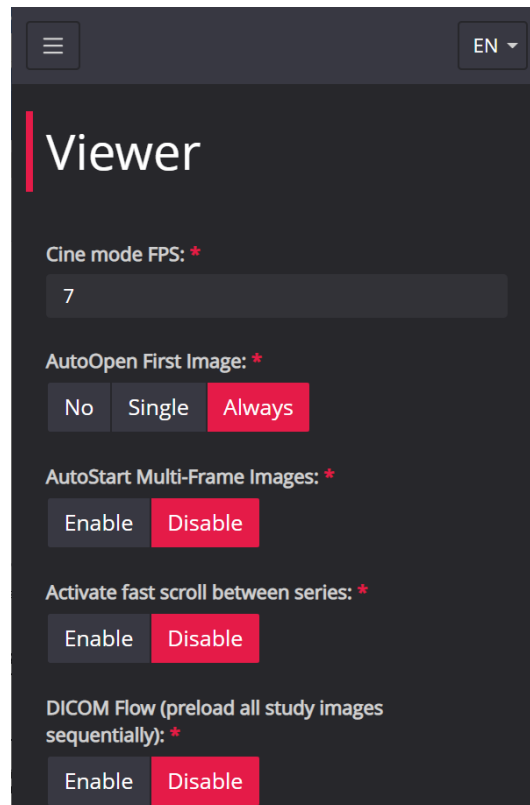 EN
Viewer
Cine mode FPS: *
7
AutoOpen First Image: *
No Single Always
AutoStart Multi-Frame Images: *
Enable Disable
Activate fast scroll between series: *
Enable Disable
DICOM Flow (preload all study images
sequentially): *
Enable Disable